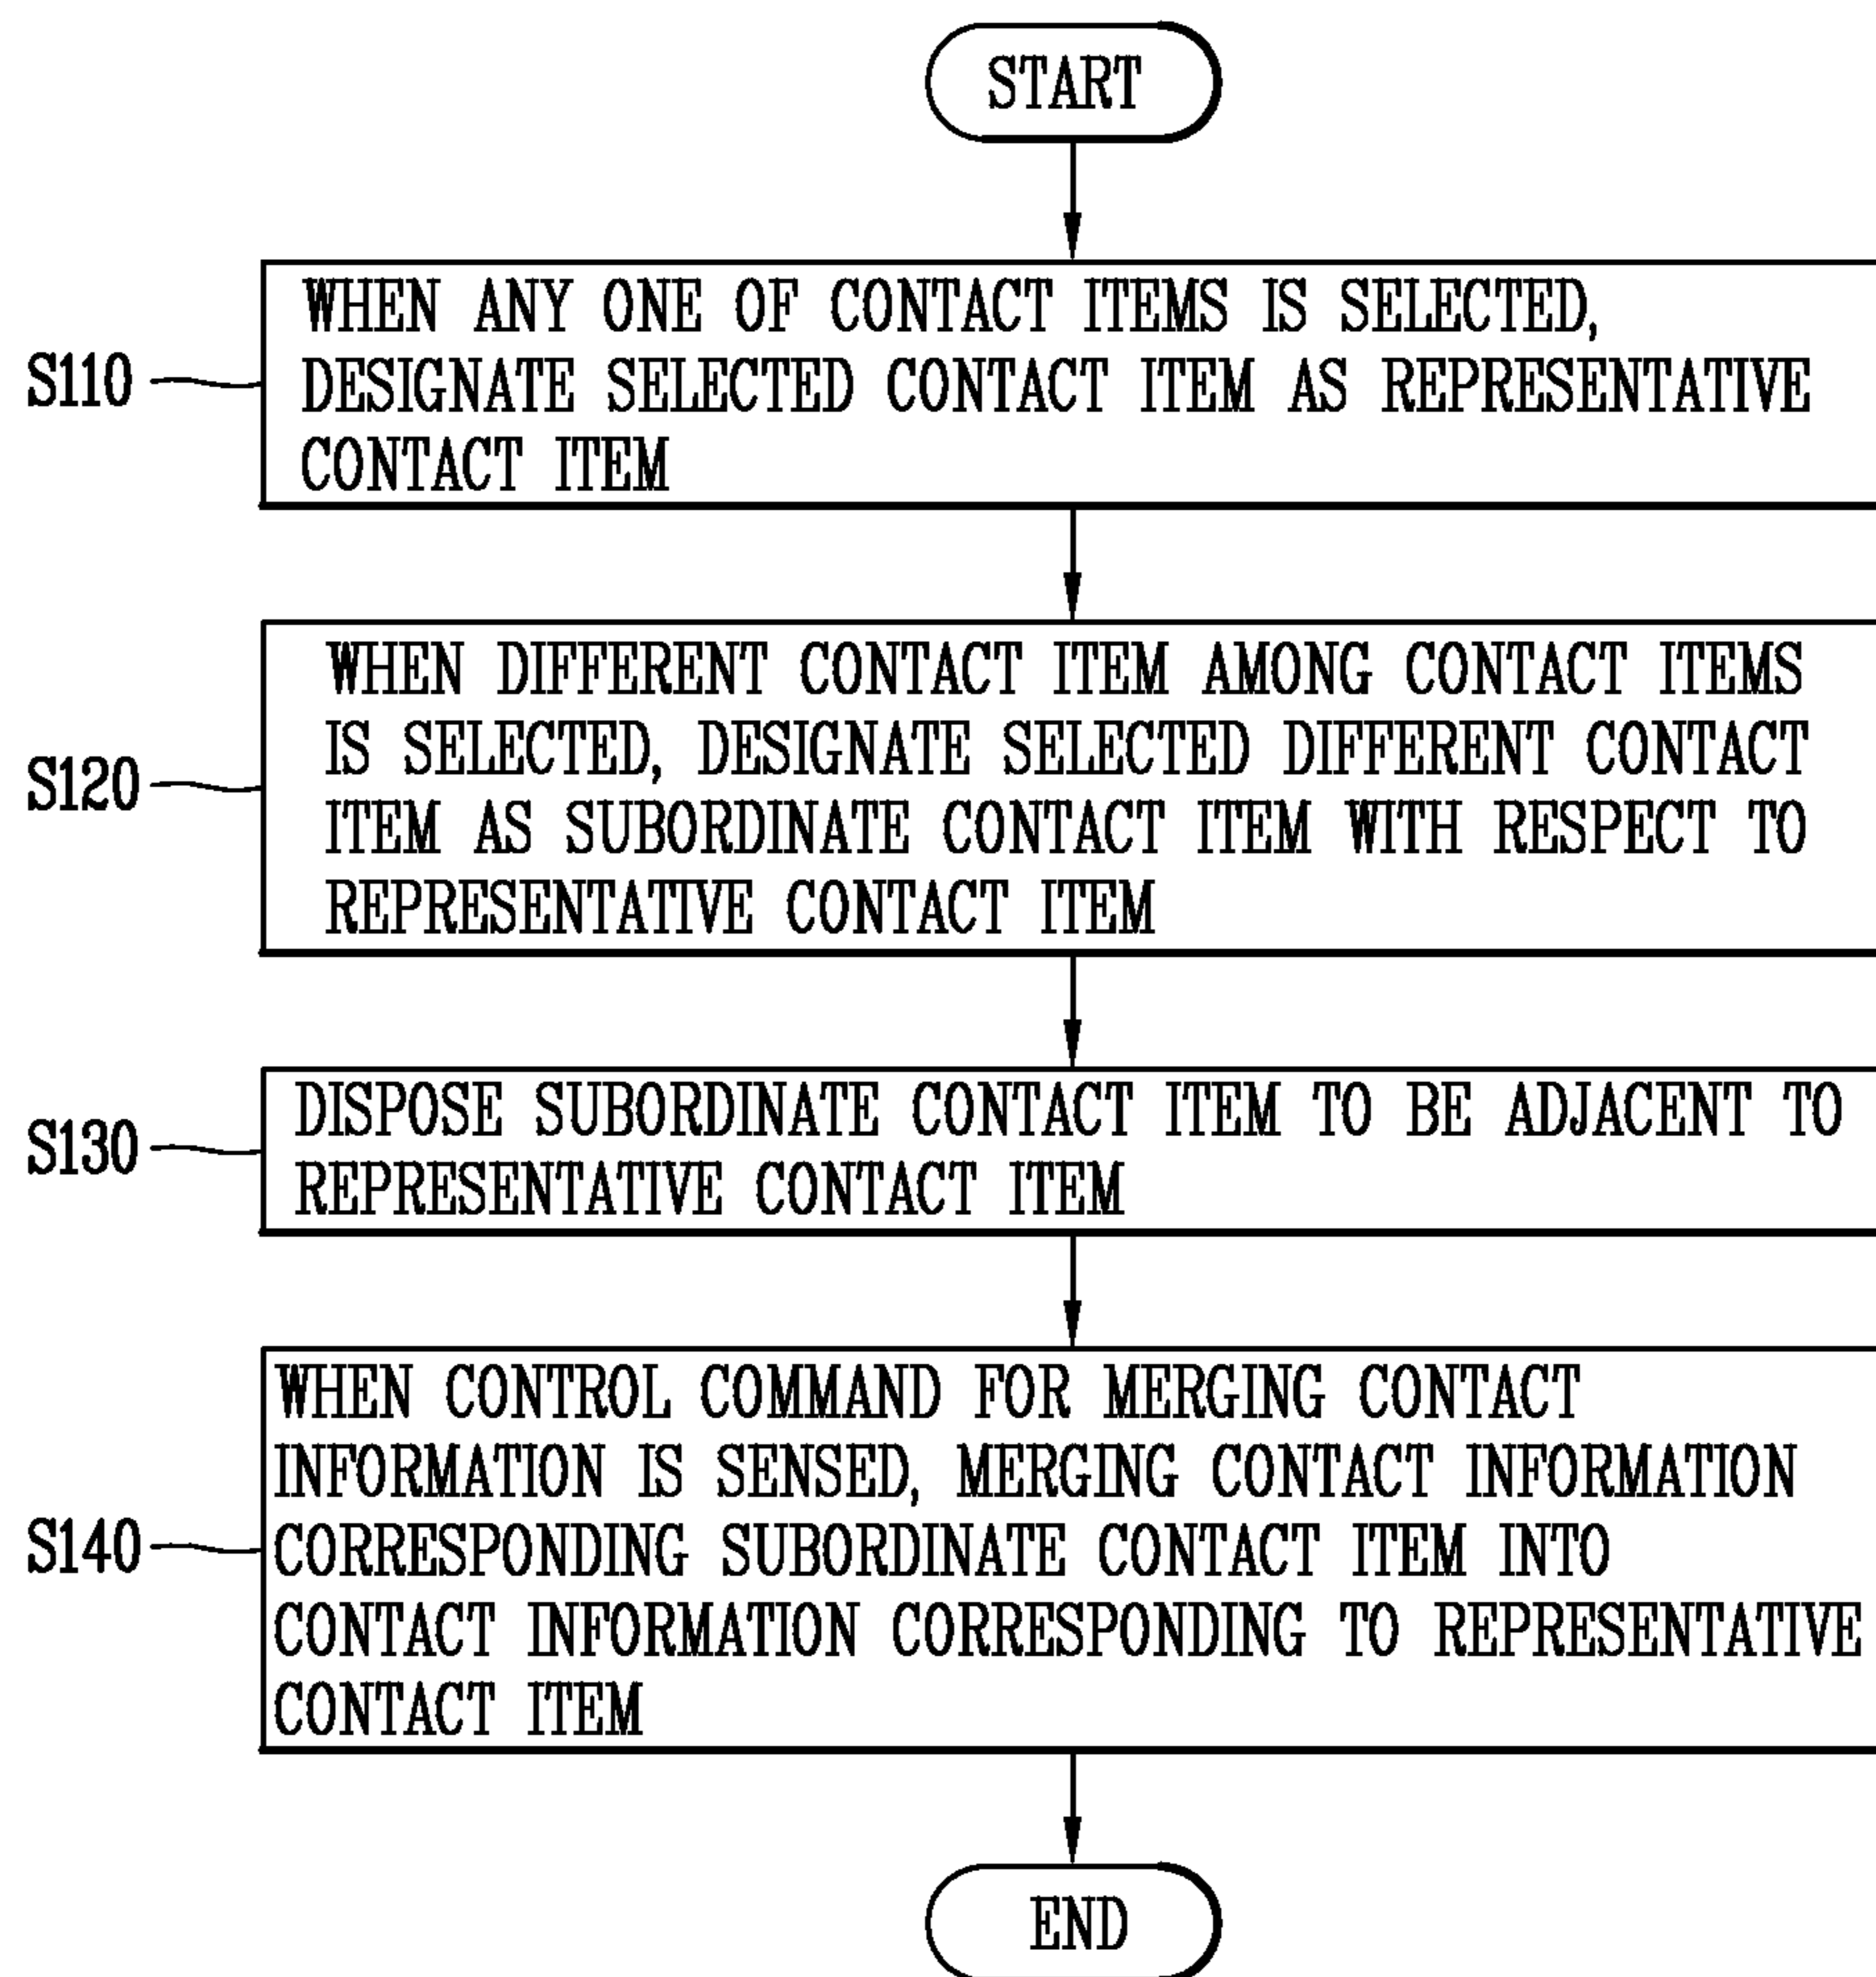 START
S110
WHEN ANY ONE OF CONTACT ITEMS IS SELECTED,
DESIGNATE SELECTED CONTACT ITEM AS REPRESENTATIVE
CONTACT ITEM
S120
WHEN DIFFERENT CONTACT ITEM AMONG CONTACT ITEMS
IS SELECTED, DESIGNATE SELECTED DIFFERENT CONTACT
ITEM AS SUBORDINATE CONTACT ITEM WITH RESPECT TO
REPRESENTATIVE CONTACT ITEM
S130
DISPOSE SUBORDINATE CONTACT ITEM TO BE ADJACENT TO
REPRESENTATIVE CONTACT ITEM
S140
WHEN CONTROL COMMAND FOR MERGING CONTACT
INFORMATION IS SENSED, MERGING CONTACT INFORMATION
CORRESPONDING SUBORDINATE CONTACT ITEM INTO
CONTACT INFORMATION CORRESPONDING TO REPRESENTATIVE
CONTACT ITEM
END